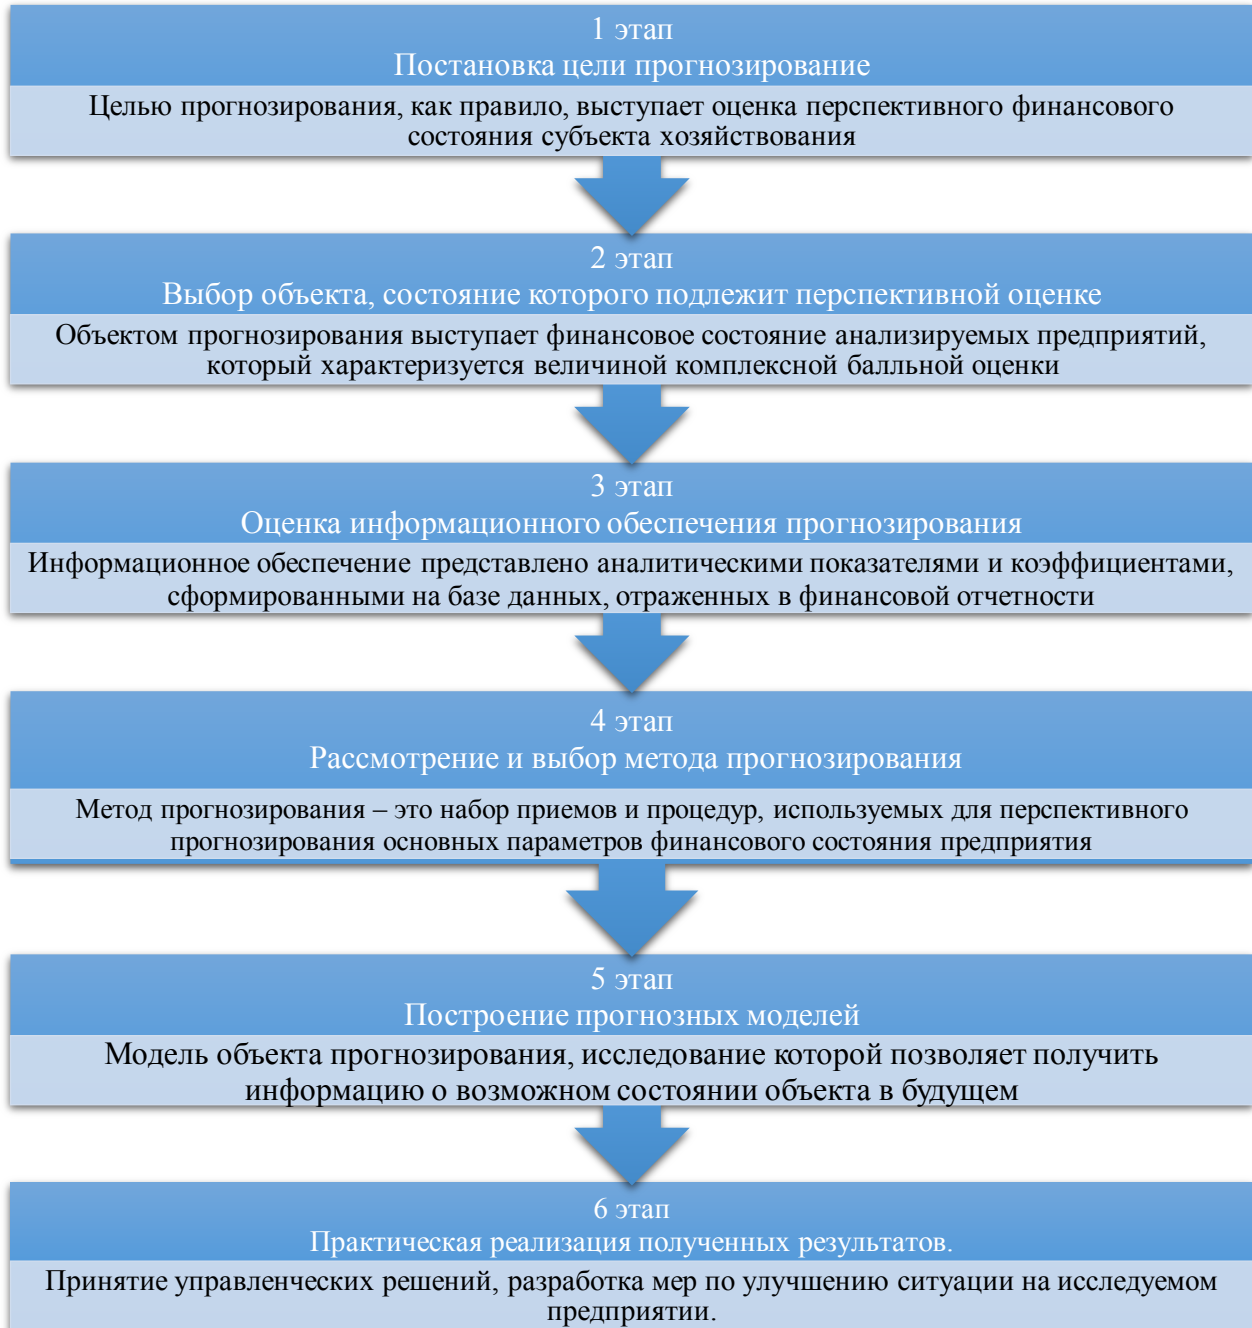 1 этап
Постановка цели прогнозирование
Целью прогнозирования, как правило, выступает оценка перспективного финансового
состояния субъекта хозяйствования
2 этап
Выбор объекта, состояние которого подлежит перспективной оценке
Объектом прогнозирования выступает финансовое состояние анализируемых предприятий,
который характеризуется величиной комплексной балльной оценки
3 этап
Оценка информационного обеспечения прогнозирования
Информационное обеспечение представлено аналитическими показателями и коэффициентами,
сформированными на базе данных, отраженных в финансовой отчетности
4 этап
Рассмотрение и выбор метода прогнозирования
Метод прогнозирования – это набор приемов и процедур, используемых для перспективного
прогнозирования основных параметров финансового состояния предприятия
5 этап
Построение прогнозных моделей
Модель объекта прогнозирования, исследование которой позволяет получить
информацию о возможном состоянии объекта в будущем
6 этап
Практическая реализация полученных результатов.
Принятие управленческих решений, разработка мер по улучшению ситуации на исследуемом
предприятии.